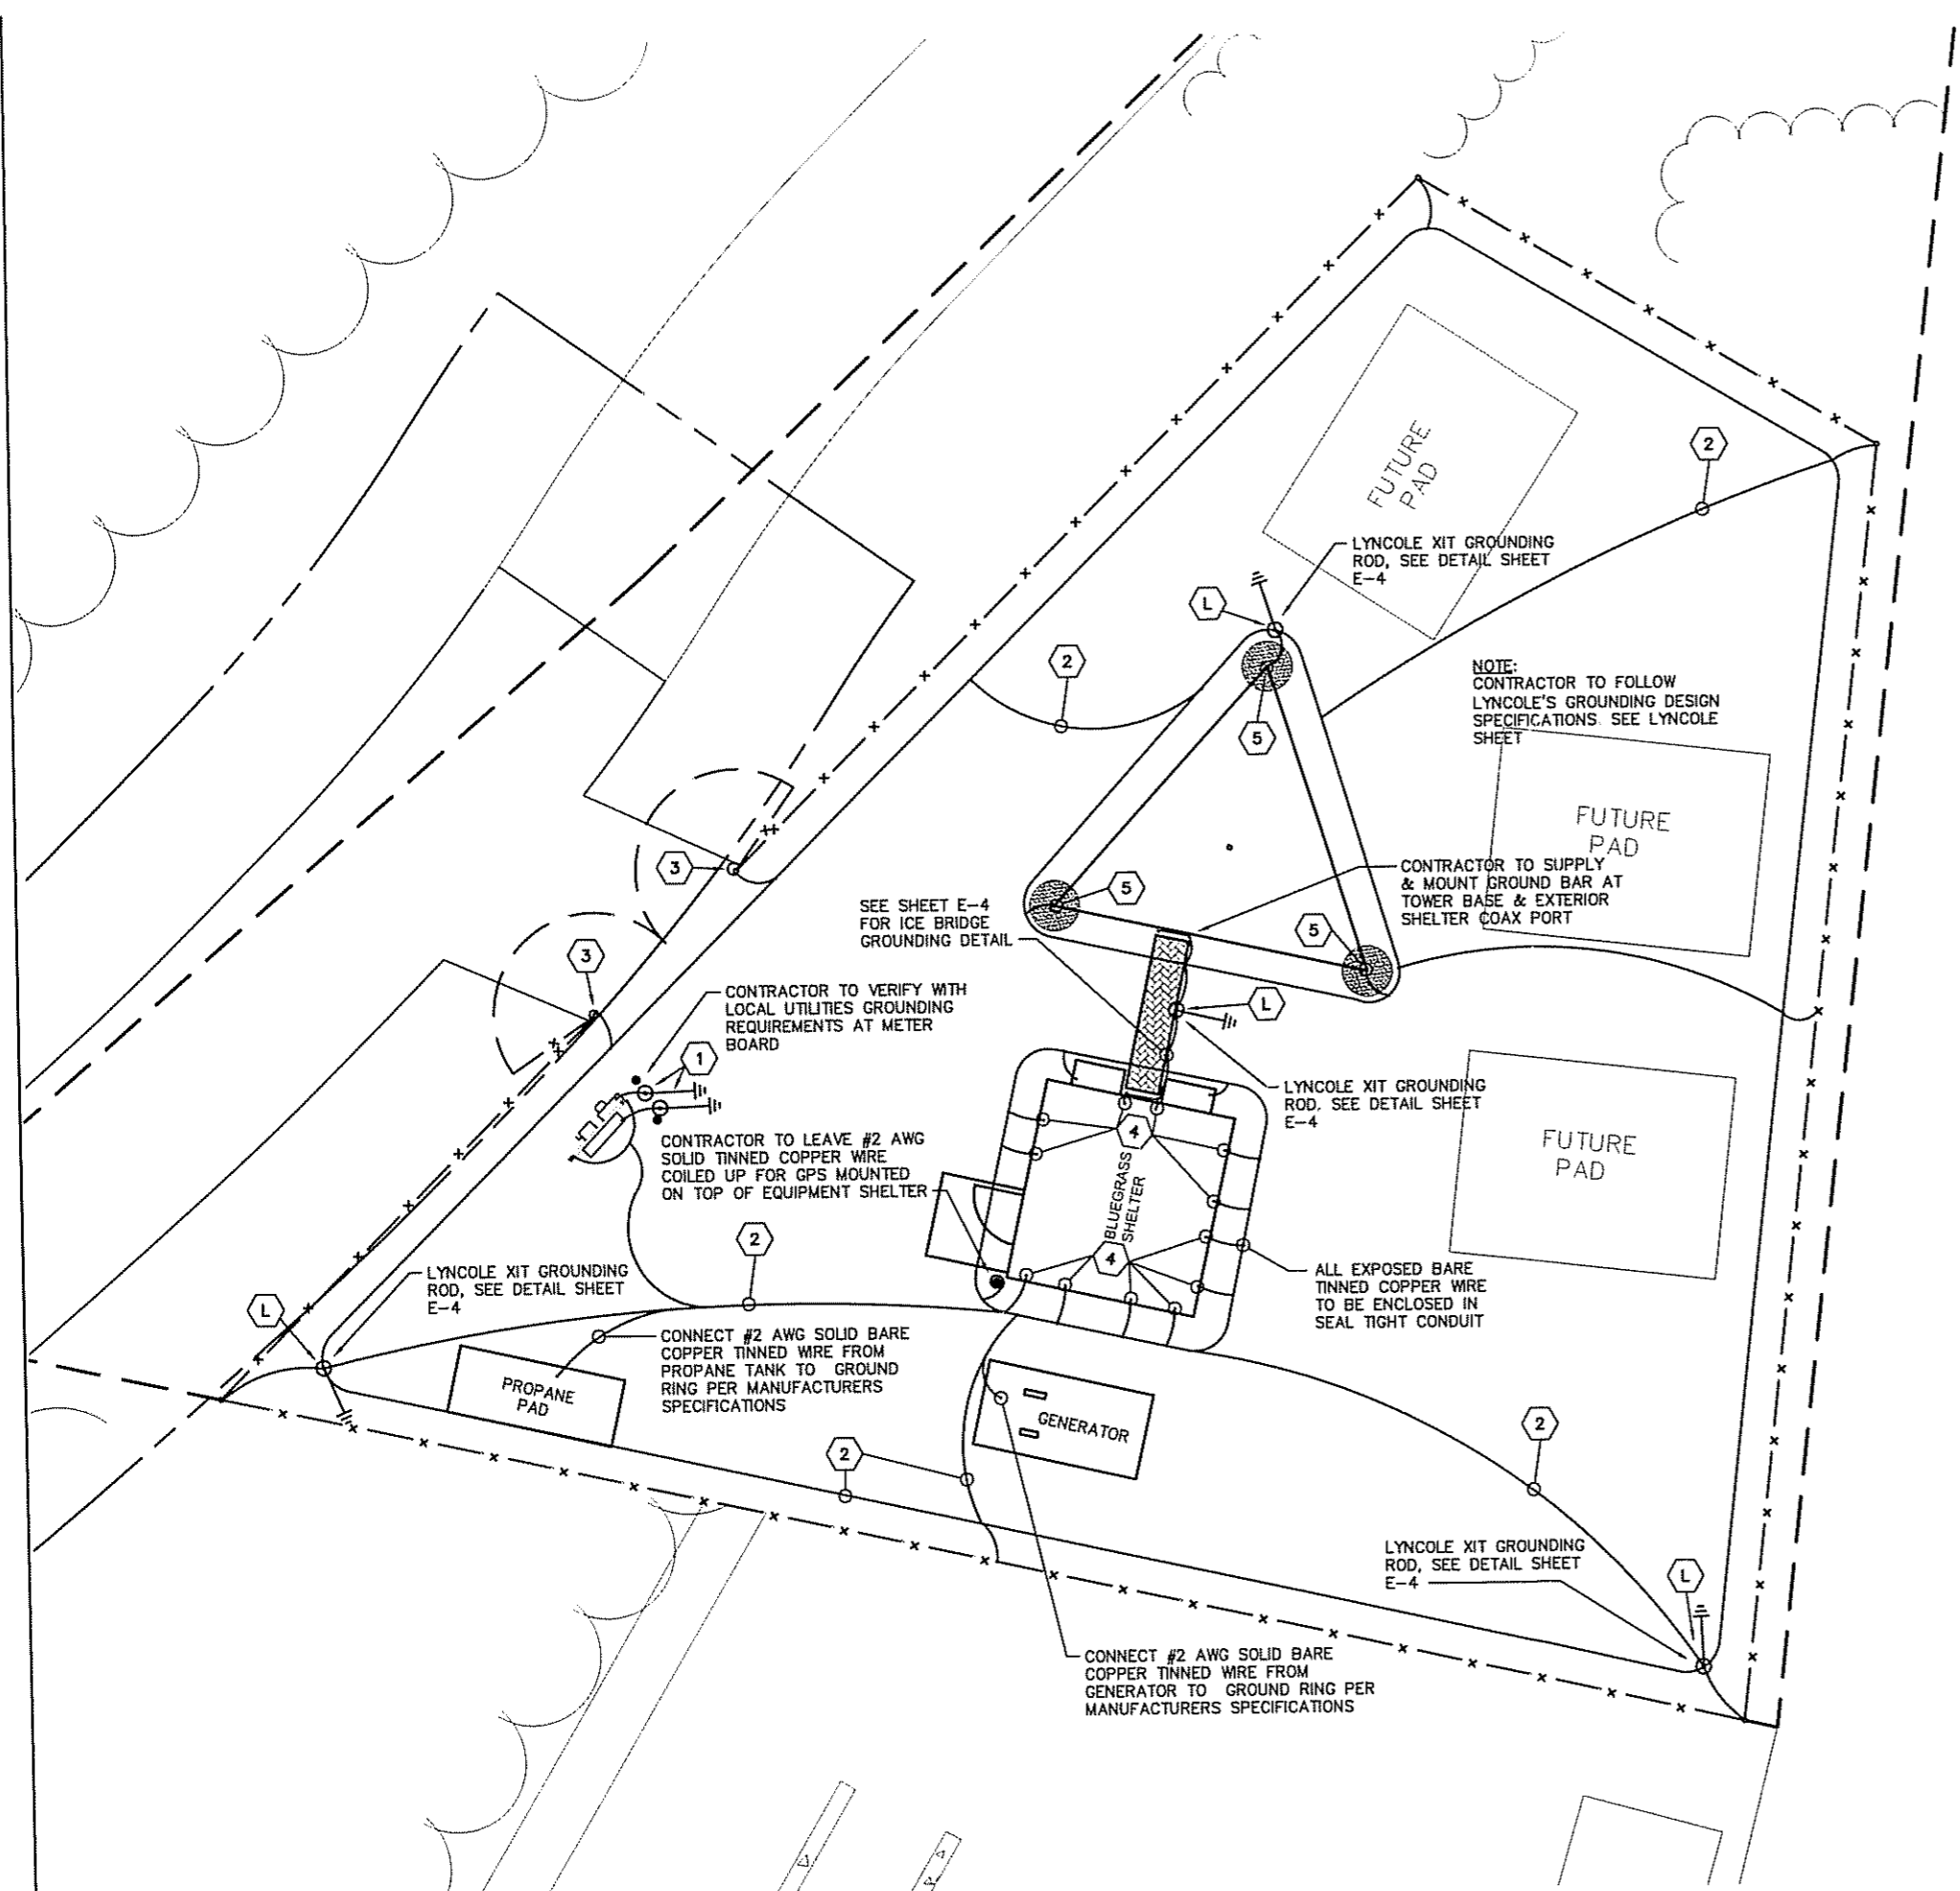 FUTURE
PAD
2
LYNCOLE XIT GROUNDING
ROD, SEE DETAIL SHEET
E-4
L
2
5
NOTE:
CONTRACTOR TO FOLLOW
LYNCOLE'S GROUNDING DESIGN
SPECIFICATIONS. SEE LYNCOLE
SHEET
FUTURE
PAD
3
5
CONTRACTOR TO SUPPLY
& MOUNT GROUND BAR AT
TOWER BASE & EXTERIOR
SHELTER COAX PORT
SEE SHEET E-4
FOR ICE BRIDGE
GROUNDING DETAIL
5
3
CONTRACTOR TO VERIFY WITH
LOCAL UTILITIES GROUNDING
REQUIREMENTS AT METER
BOARD
L
1
LYNCOLE XIT GROUNDING
ROD, SEE DETAIL SHEET
E-4
CONTRACTOR TO LEAVE #2 AWG
SOLID TINNED COPPER WIRE
COILED UP FOR GPS MOUNTED
ON TOP OF EQUIPMENT SHELTER
4
BLUEGRASS
SHELTER
4
FUTURE
PAD
2
LYNCOLE XIT GROUNDING
ROD, SEE DETAIL SHEET
E-4
L
ALL EXPOSED BARE
TINNED COPPER WIRE
TO BE ENCLOSED IN
SEAL TIGHT CONDUIT
CONNECT #2 AWG SOLID BARE
COPPER TINNED WIRE FROM
PROPANE TANK TO GROUND
RING PER MANUFACTURERS
SPECIFICATIONS
PROPANE
PAD
GENERATOR
2
2
LYNCOLE XIT GROUNDING
ROD, SEE DETAIL SHEET
E-4
L
CONNECT #2 AWG SOLID BARE
COPPER TINNED WIRE FROM
GENERATOR TO GROUND RING PER
MANUFACTURERS SPECIFICATIONS